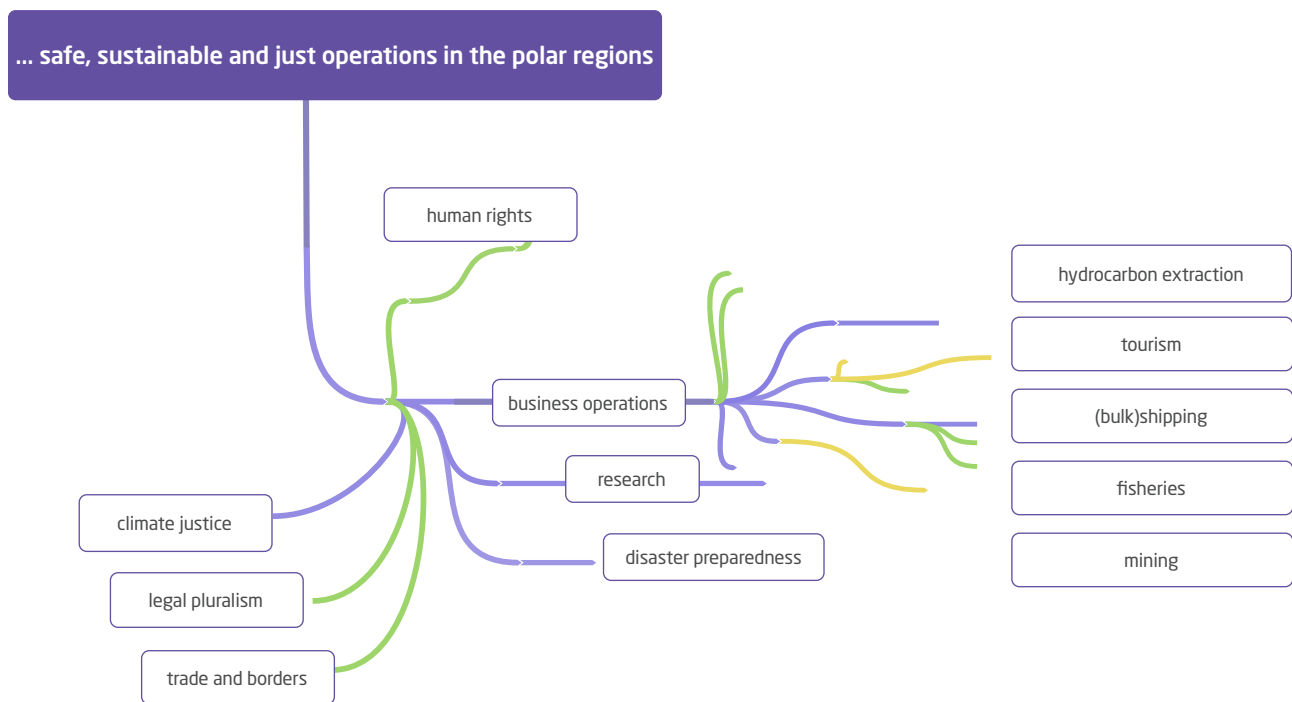 ... safe, sustainable and just operations in the polar regions
human rights
hydrocarbon extraction
tourism
business operations
(bulk)shipping
research
fisheries
climate justice
disaster preparedness
mining
legal pluralism
trade and borders